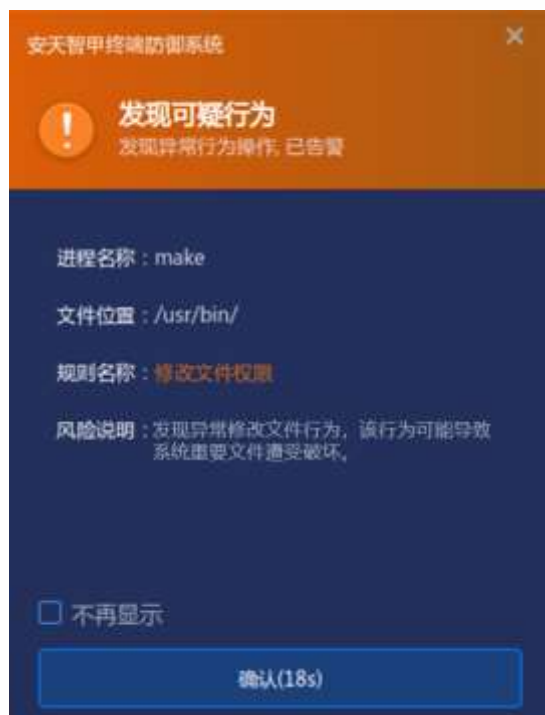 安天智甲终端防御系统
发现可疑行为
发现异常行为操作, 已告警
进程名称：make
文件位置：/usr/bin/
规则名称：修改文件权限
风险说明：发现异常修改文件行为，该行为可能导致
系统重要文件遭受破坏。
不再显示
确认(18s)